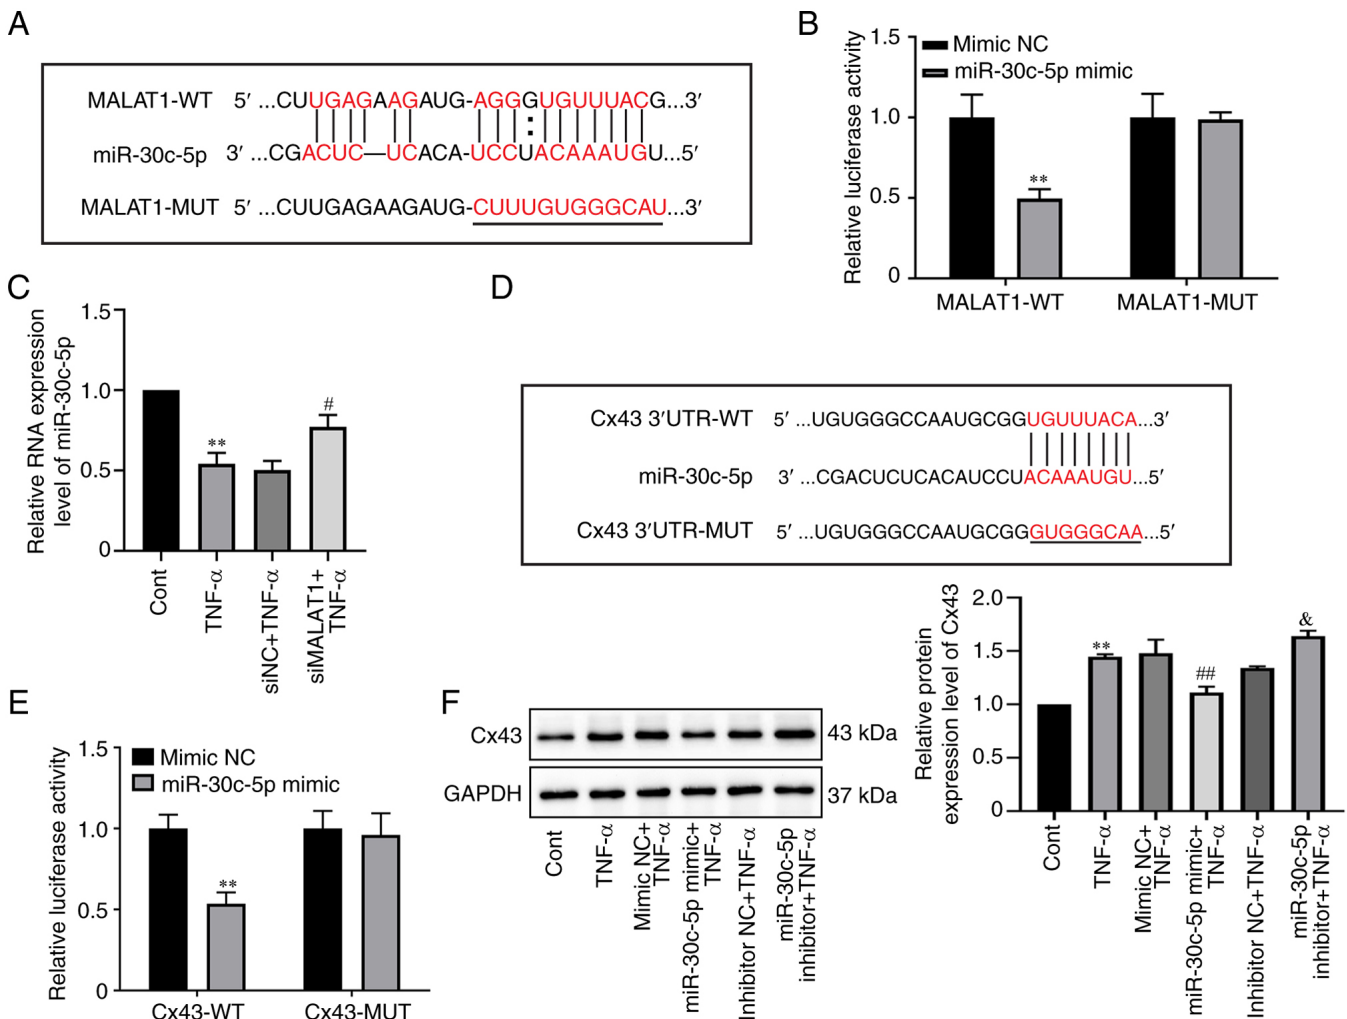 A
MALAT1-WT 5′ ...CUUGAGAAGAUG-AGGGUGUUUACG...3′
miR-30c-5p 3′ ...CGACUC—UCACA-UCCUACAAAUGU...5′
MALAT1-MUT 5′ ...CUUGAGAAGAUG-CUUUGUGGGCAU...3′
B
Relative luciferase activity
1.5
1.0
0.5
0
Mimic NC
miR-30c-5p mimic
**
MALAT1-WT MALAT1-MUT
C
Relative RNA expression
level of miR-30c-5p
1.5
1.0
0.5
0
**
#
Cont
TNF-α
siNC+TNF-α
siMALAT1+
TNF-α
D
Cx43 3′UTR-WT 5′ ...UGUGGGCCAAUGCGGUGUUUACA...3′
miR-30c-5p 3′ ...CGACUCUCACAUCCUACAAAUGU...5′
Cx43 3′UTR-MUT 5′ ...UGUGGGCCAAUGCGGGUGGGCAA...5′
E
Relative luciferase activity
1.5
1.0
0.5
0
Mimic NC
miR-30c-5p mimic
**
Cx43-WT Cx43-MUT
F
Cx43 43 kDa
GAPDH 37 kDa
Cont
TNF-α
Mimic NC+
TNF-α
miR-30c-5p mimic+
TNF-α
Inhibitor NC+TNF-α
miR-30c-5p
inhibitor+TNF-α
Relative protein
expression level of Cx43
2.0
1.5
1.0
0.5
0
**
##
&
Cont
TNF-α
Mimic NC+
TNF-α
miR-30c-5p mimic+
TNF-α
Inhibitor NC+TNF-α
miR-30c-5p
inhibitor+TNF-α